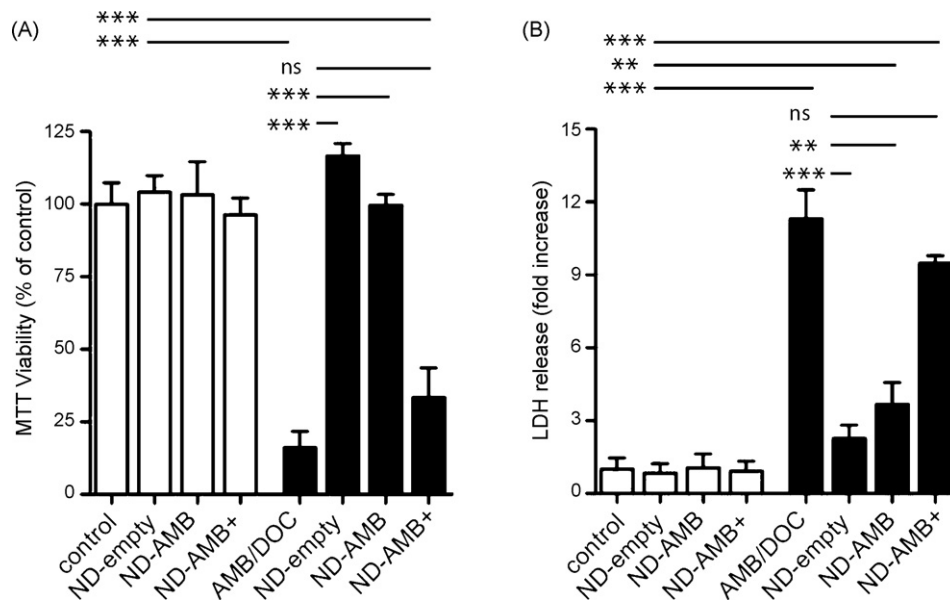 (A)
***
***
ns
***
***
MTT Viability (% of control)
125
100
75
50
25
0
control
ND-empty
ND-AMB
ND-AMB+
AMB/DOC
ND-empty
ND-AMB
ND-AMB+
(B)
***
**
***
ns
**
***
LDH release (fold increase)
15
12
9
6
3
0
control
ND-empty
ND-AMB
ND-AMB+
AMB/DOC
ND-empty
ND-AMB
ND-AMB+